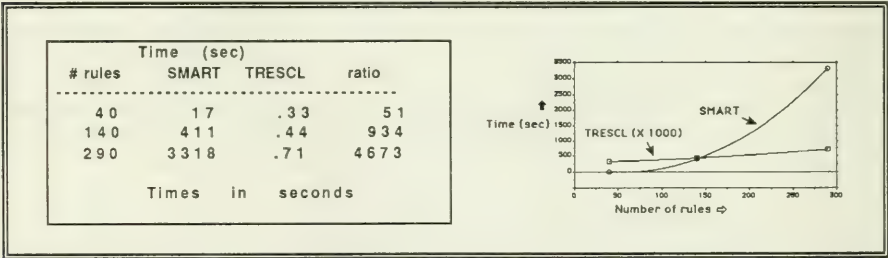 Time (sec)
# rules SMART TRESCL ratio
40 17 .33 51
140 411 .44 934
290 3318 .71 4673
Times in seconds
3500
3000
2500
2000
1500
1000
500
0
Time (sec)
SMART
TRESCL (X 1000)
0 50 100 150 200 250 300
Number of rules ⇨